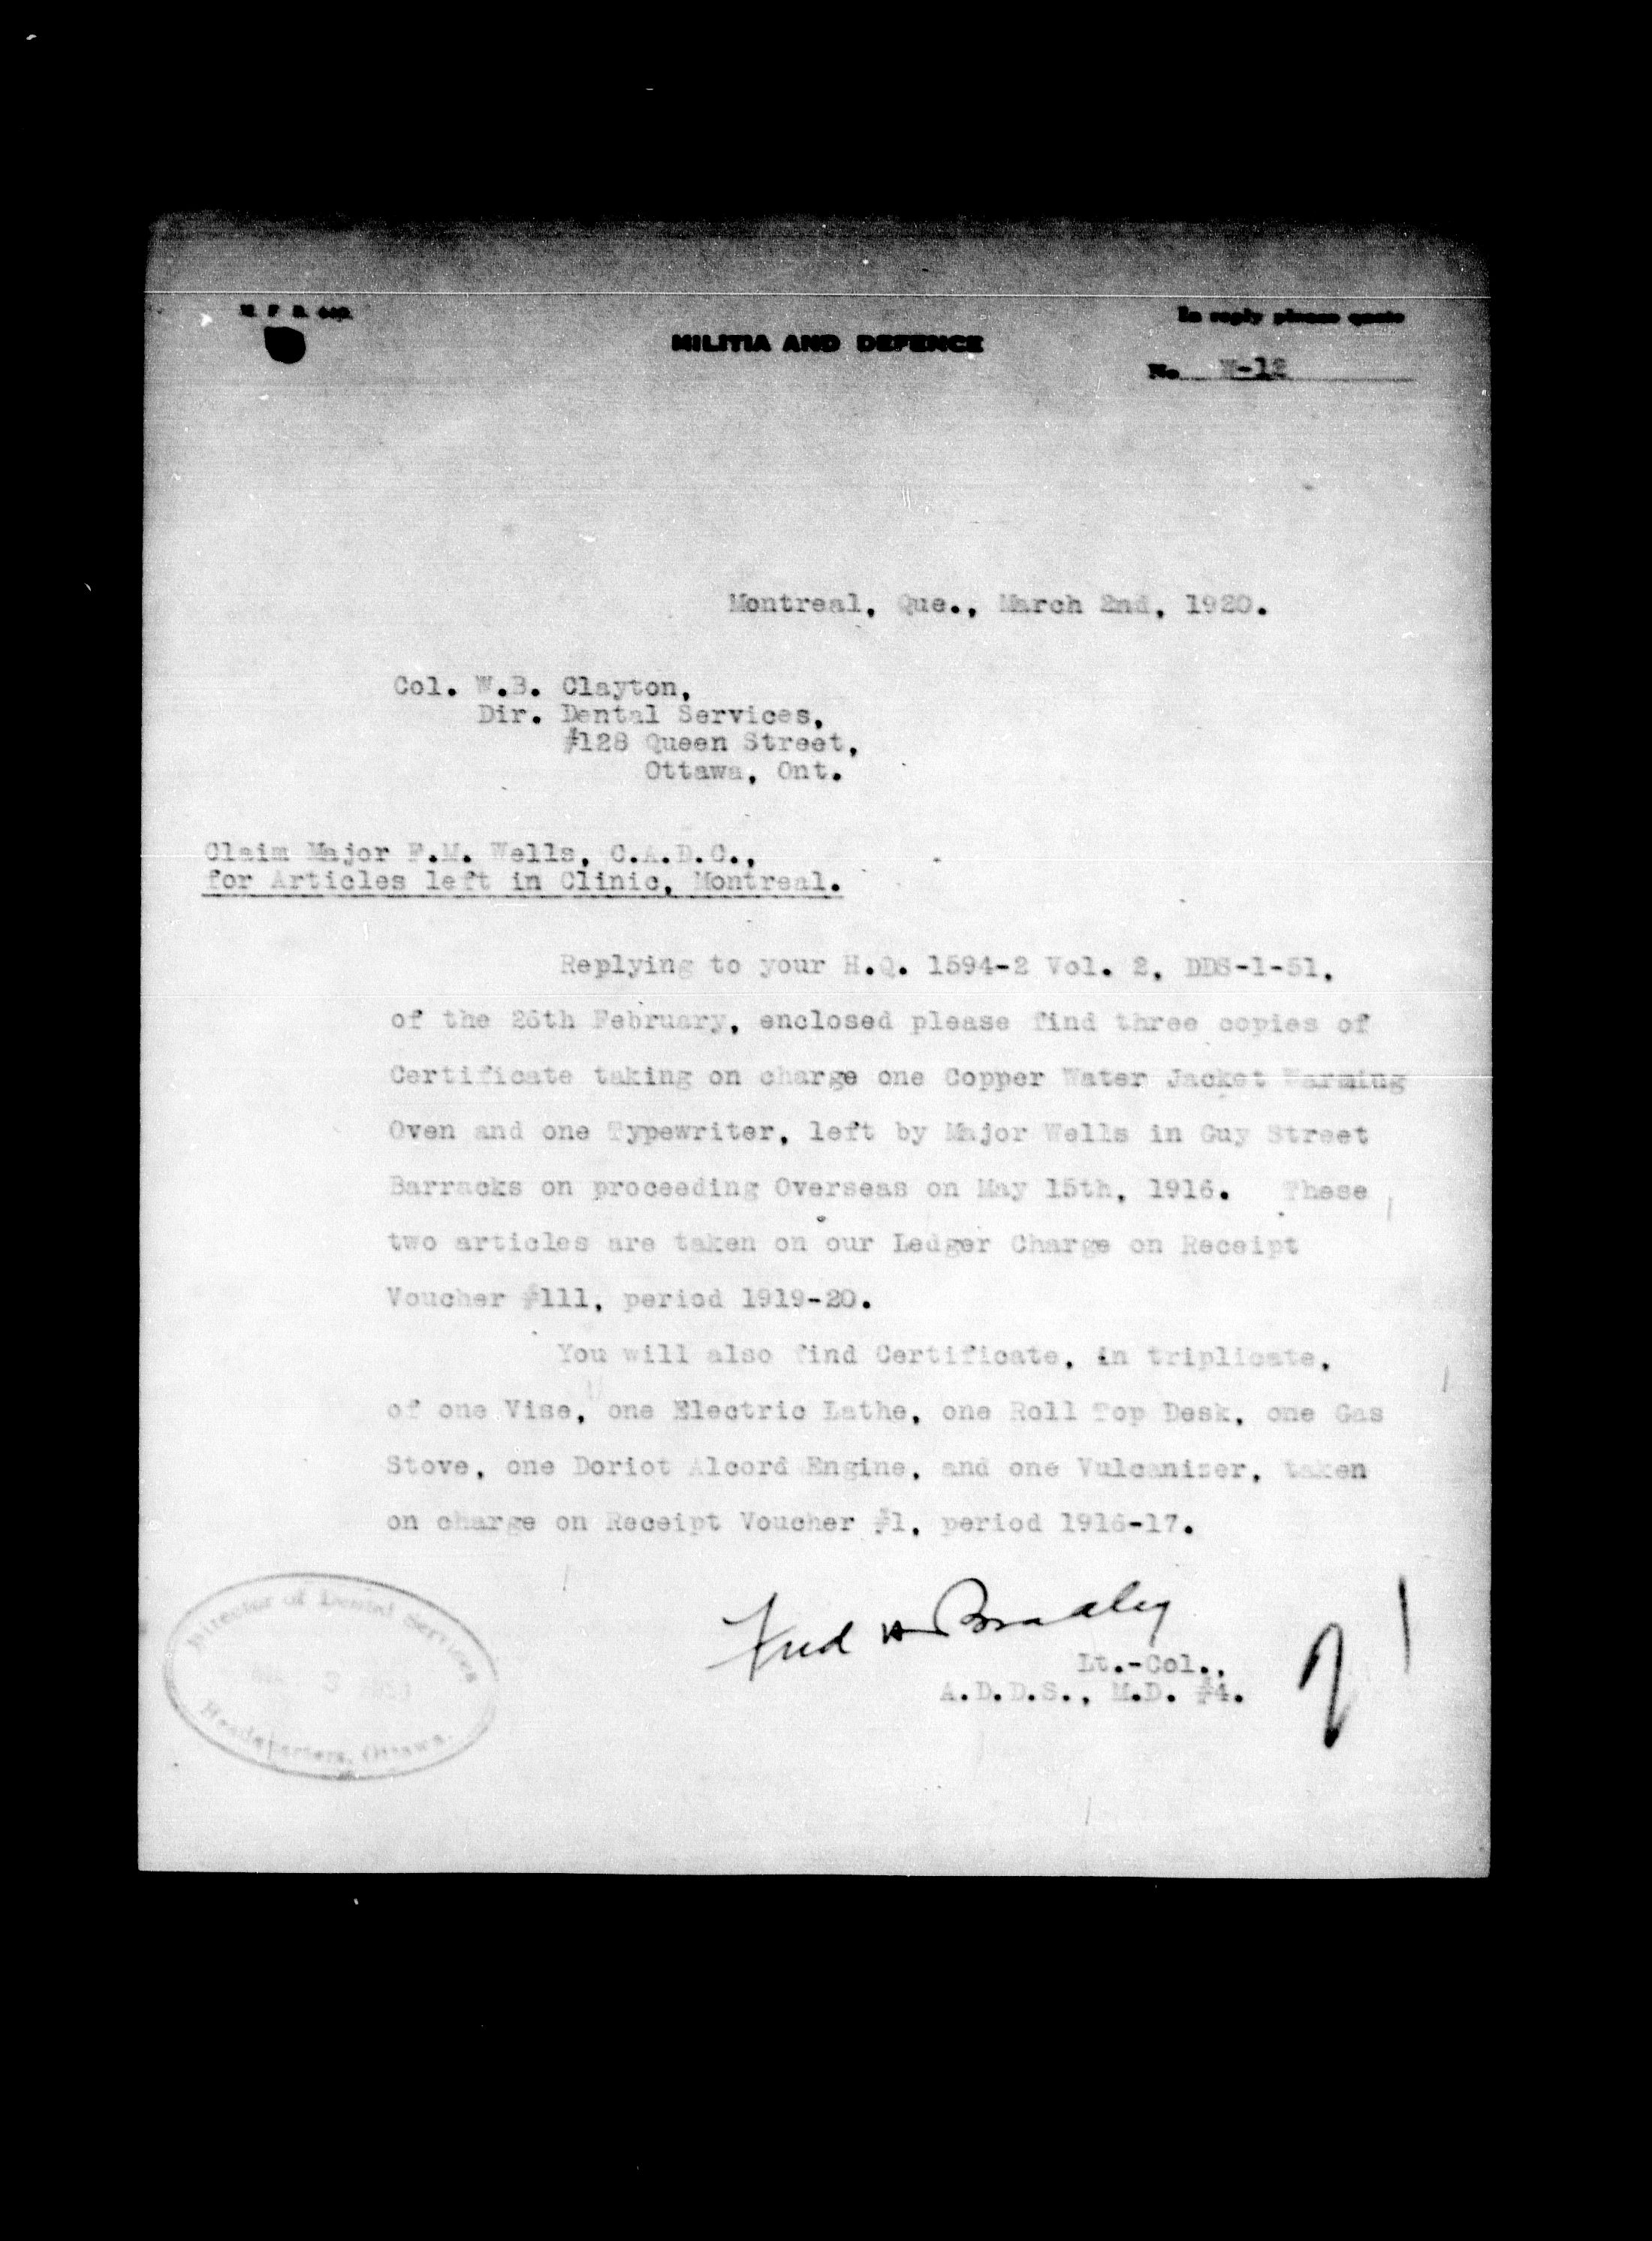 MILITIA AND DEFENCE
In reply please quote
No. W-12
Montreal, Que., March 2nd, 1920.
Col. W.B. Clayton,
Dir. Dental Services,
#128 Queen Street,
Ottawa, Ont.
Claim Major F.M. Wells, C.A.D.C.,
for Articles left in Clinic, Montreal.
Replying to your H.Q. 1594-2 Vol. 2, DDS-1-51,
of the 26th February, enclosed please find three copies of
Certificate taking on charge one Copper Water Jacket Warming
Oven and one Typewriter, left by Major Wells in Guy Street
Barracks on proceeding Overseas on May 15th, 1916. These
two articles are taken on our Ledger Charge on Receipt
Voucher #111, period 1919-20.
You will also find Certificate, in triplicate,
of one Vise, one Electric Lathe, one Roll Top Desk, one Gas
Stove, one Doriot Alcord Engine, and one Vulcanizer, taken
on charge on Receipt Voucher #1, period 1916-17.
Fred H Bradley
Lt.-Col.,
A.D.D.S., M.D. #4.
Director of Dental Services
Headquarters, Ottawa.